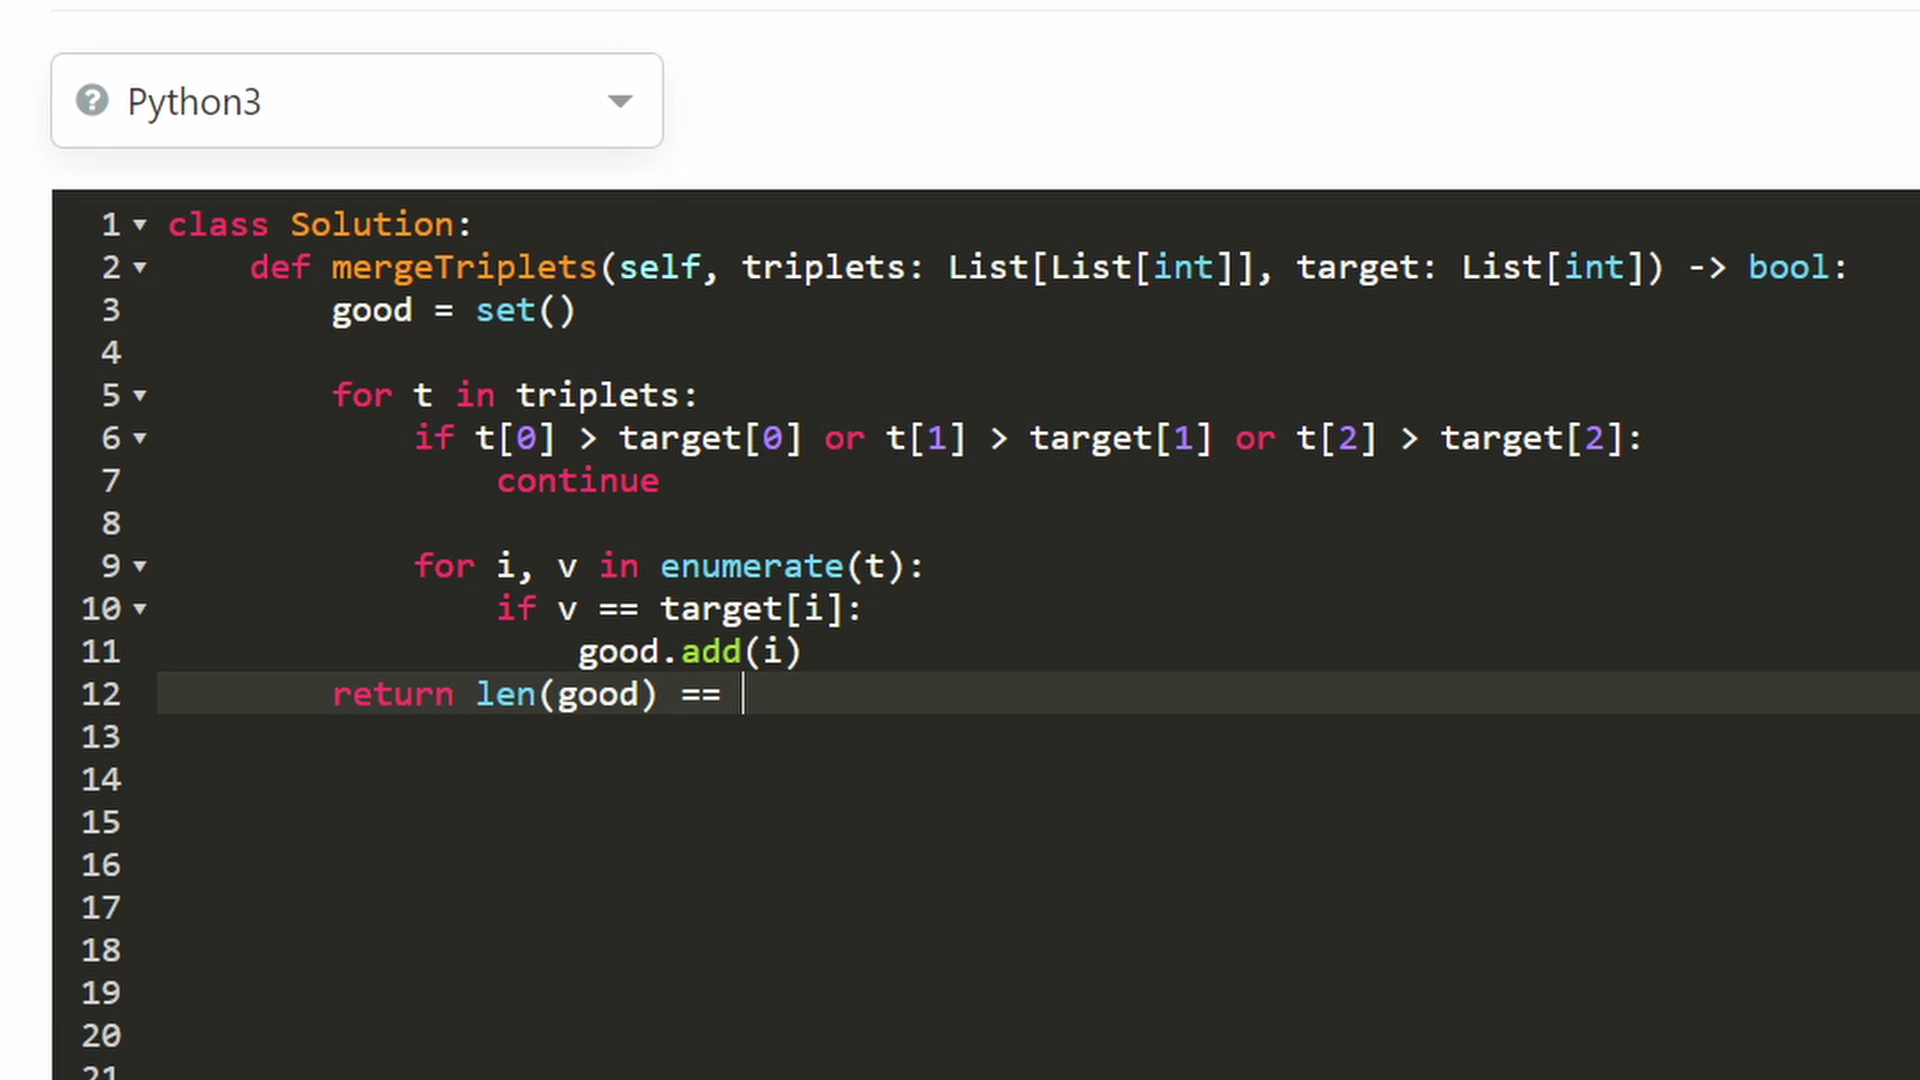 Python3
1 class Solution:
2     def mergeTriplets(self, triplets: List[List[int]], target: List[int]) -> bool:
3         good = set()
4
5         for t in triplets:
6             if t[0] > target[0] or t[1] > target[1] or t[2] > target[2]:
7                 continue
8
9             for i, v in enumerate(t):
10                 if v == target[i]:
11                     good.add(i)
12         return len(good) ==
13
14
15
16
17
18
19
20
21